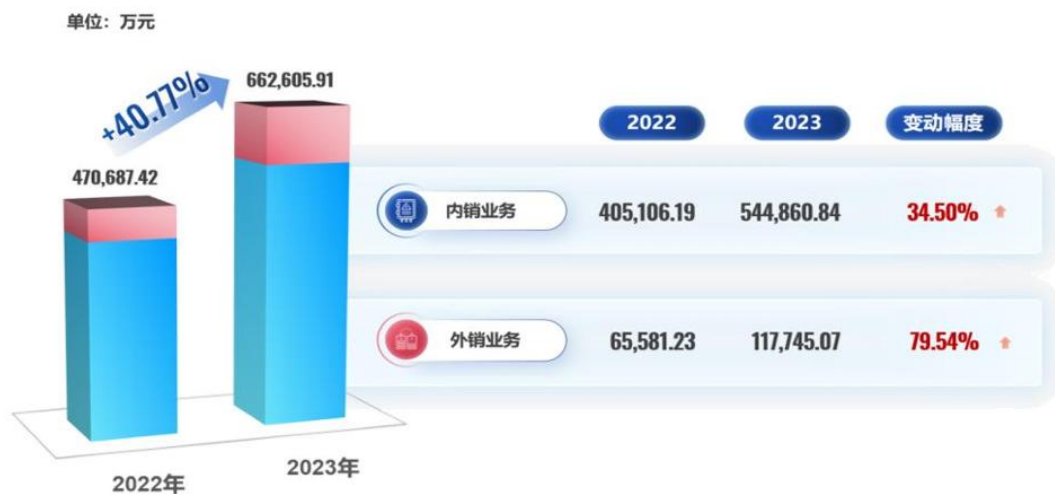 单位：万元
+40.77%
662,605.91
470,687.42
2022 2023 变动幅度
内销业务 405,106.19 544,860.84 34.50%
外销业务 65,581.23 117,745.07 79.54%
2022年 2023年